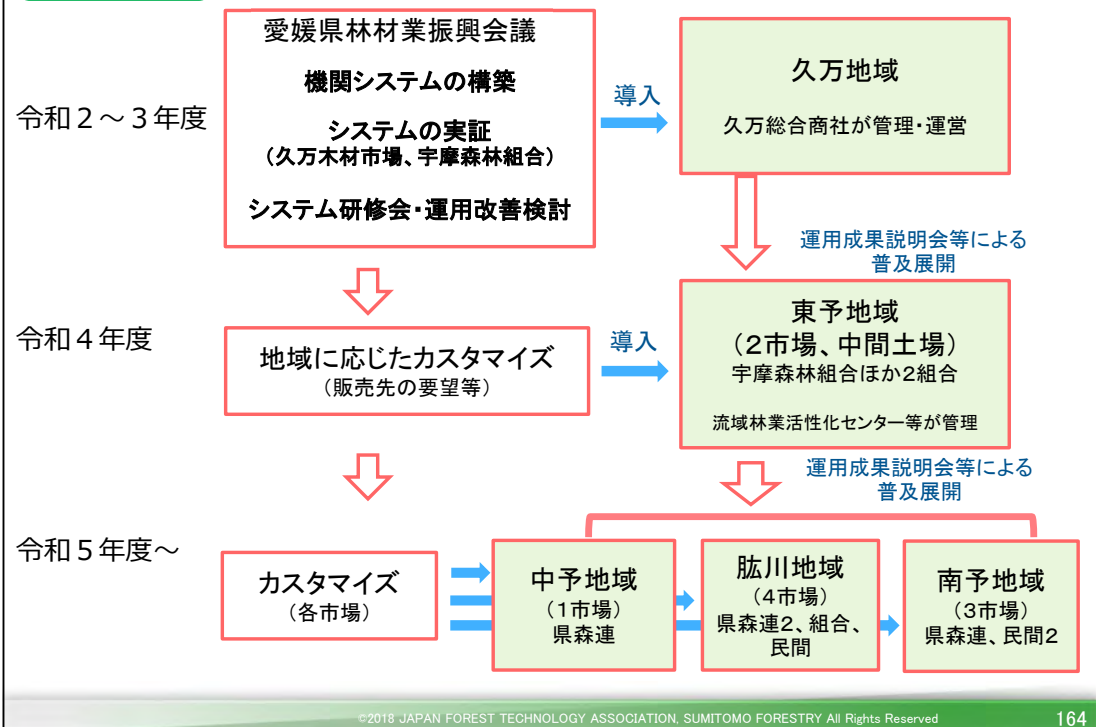 令和２～３年度
愛媛県林材業振興会議
機関システムの構築
システムの実証
（久万木材市場、宇摩森林組合）
システム研修会・運用改善検討
導入
久万地域
久万総合商社が管理・運営
運用成果説明会等による
普及展開
令和４年度
地域に応じたカスタマイズ
（販売先の要望等）
導入
東予地域
（２市場、中間土場）
宇摩森林組合ほか２組合
流域林業活性化センター等が管理
運用成果説明会等による
普及展開
令和５年度～
カスタマイズ
（各市場）
中予地域
（１市場）
県森連
肱川地域
（４市場）
県森連２、組合、
民間
南予地域
（３市場）
県森連、民間２
©2018 JAPAN FOREST TECHNOLOGY ASSOCIATION, SUMITOMO FORESTRY All Rights Reserved
164